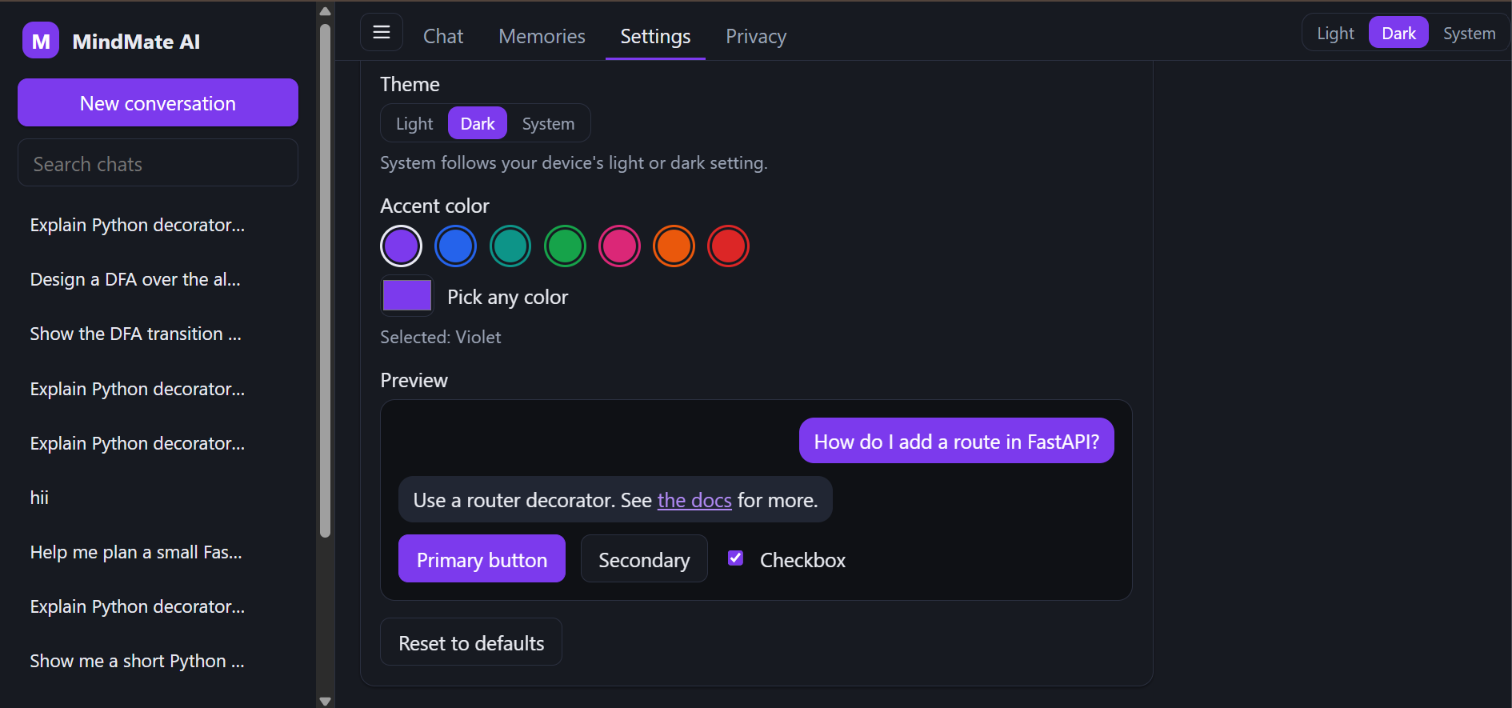 M MindMate AI
New conversation
Search chats
Explain Python decorator...
Design a DFA over the al...
Show the DFA transition ...
Explain Python decorator...
Explain Python decorator...
hii
Help me plan a small Fas...
Explain Python decorator...
Show me a short Python ...
Chat Memories Settings Privacy
Light Dark System
Theme
Light Dark System
System follows your device's light or dark setting.
Accent color
Pick any color
Selected: Violet
Preview
How do I add a route in FastAPI?
Use a router decorator. See the docs for more.
Primary button Secondary Checkbox
Reset to defaults